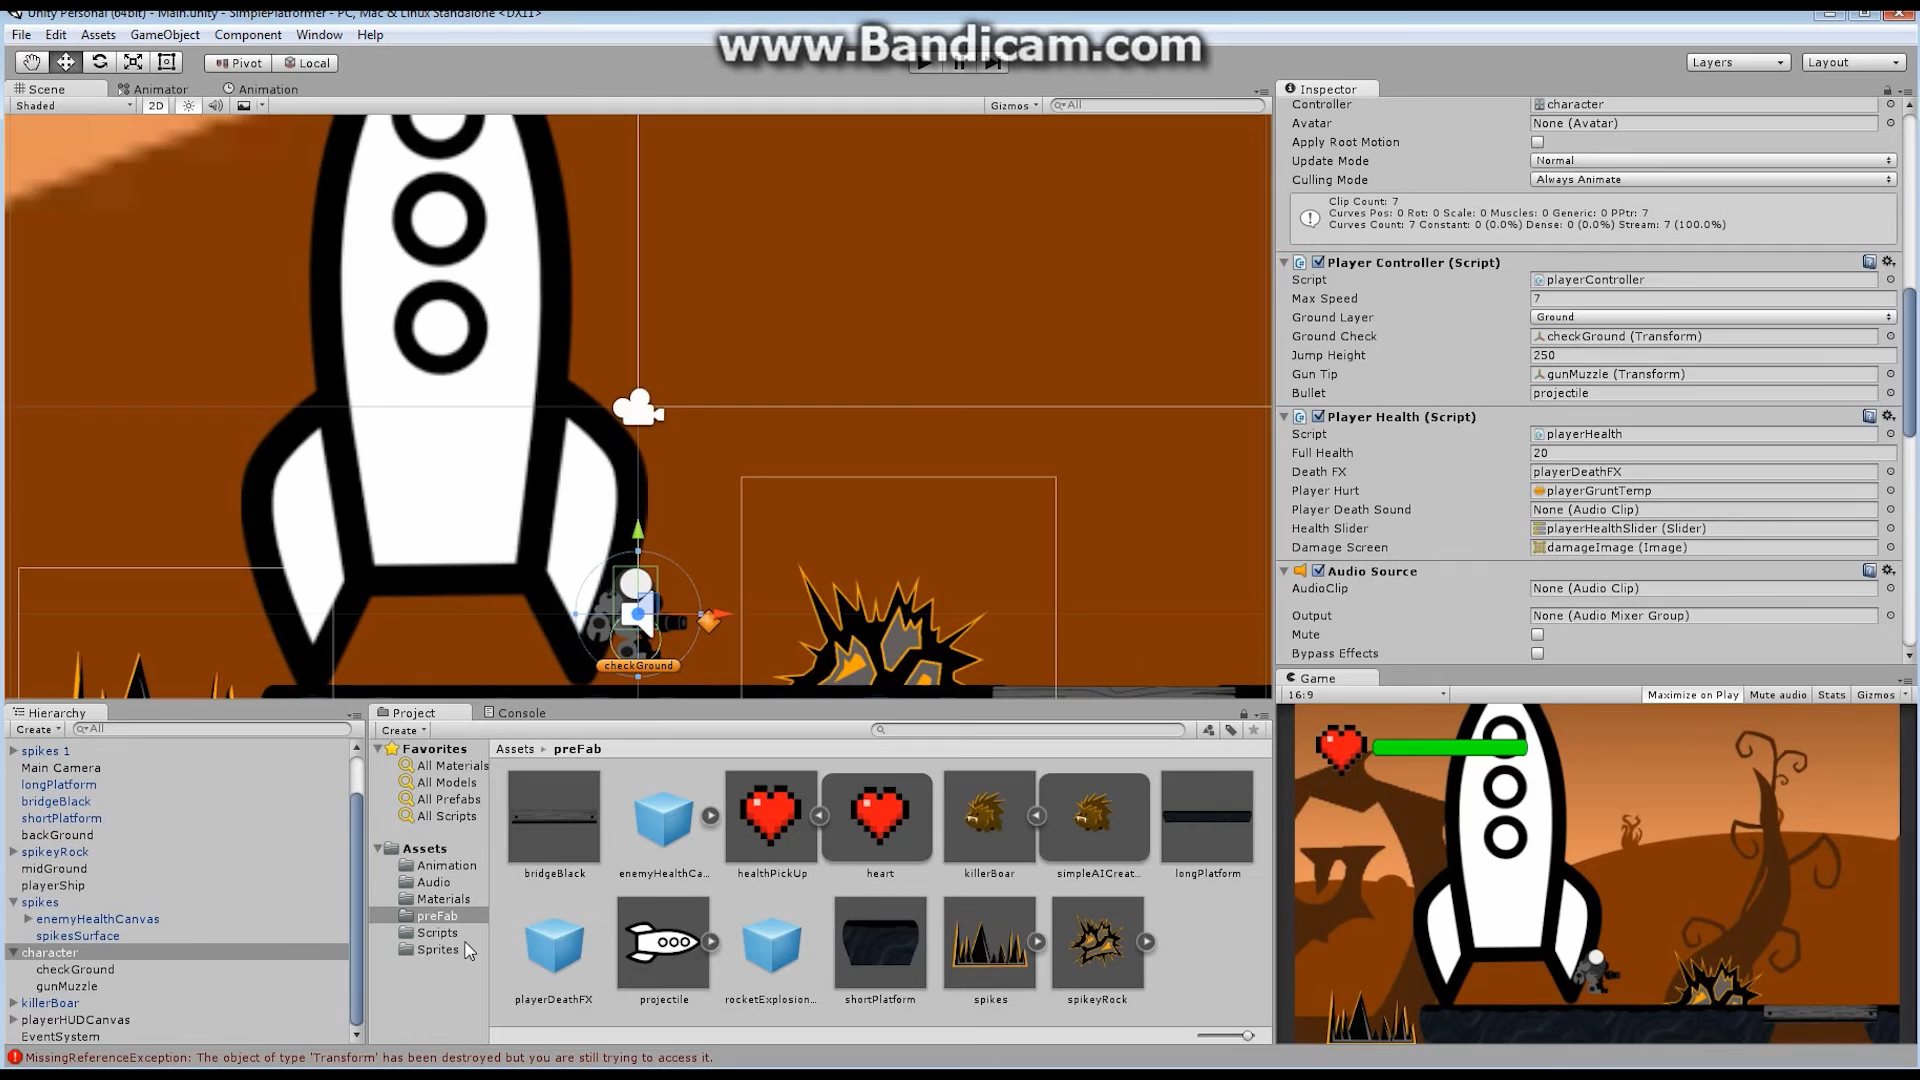 Unity Personal (64bit) - Main.unity - SimplePlatformer - PC, Mac & Linux Standalone <DX11>
www.Bandicam.com
File Edit Assets GameObject Component Window Help
Pivot Local Layers Layout
Scene Animator Animation
Shaded 2D Gizmos All
checkGround
Inspector
Controller character
Avatar None (Avatar)
Apply Root Motion
Update Mode Normal
Culling Mode Always Animate
Clip Count: 7
Curves Pos: 0 Rot: 0 Scale: 0 Muscles: 0 Generic: 0 PPtr: 7
Curves Count: 7 Constant: 0 (0.0%) Dense: 0 (0.0%) Stream: 7 (100.0%)
Player Controller (Script)
Script playerController
Max Speed 7
Ground Layer Ground
Ground Check checkGround (Transform)
Jump Height 250
Gun Tip gunMuzzle (Transform)
Bullet projectile
Player Health (Script)
Script playerHealth
Full Health 20
Death FX playerDeathFX
Player Hurt playerGruntTemp
Player Death Sound None (Audio Clip)
Health Slider playerHealthSlider (Slider)
Damage Screen damageImage (Image)
Audio Source
AudioClip None (Audio Clip)
Output None (Audio Mixer Group)
Mute
Bypass Effects
Game
16:9 Maximize on Play Mute audio Stats Gizmos
Hierarchy
Create All
spikes 1
Main Camera
longPlatform
bridgeBlack
shortPlatform
backGround
spikeyRock
midGround
playerShip
spikes
enemyHealthCanvas
spikesSurface
character
checkGround
gunMuzzle
killerBoar
playerHUDCanvas
EventSystem
Project Console
Create
Favorites
All Materials
All Models
All Prefabs
All Scripts
Assets
Animation
Audio
Materials
preFab
Scripts
Sprites
Assets preFab
bridgeBlack enemyHealthCa... healthPickUp heart killerBoar simpleAICreat... longPlatform
playerDeathFX projectile rocketExplosion... shortPlatform spikes spikeyRock
MissingReferenceException: The object of type 'Transform' has been destroyed but you are still trying to access it.